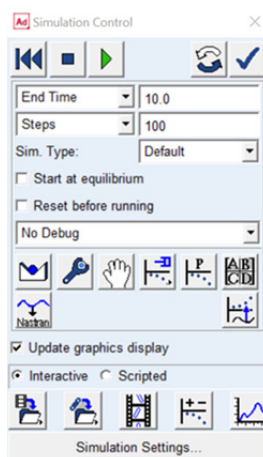 Ad Simulation Control
End Time 10.0
Steps 100
Sim. Type: Default
Start at equilibrium
Reset before running
No Debug
P A B C D
Nastran
Update graphics display
Interactive Scripted
Simulation Settings...